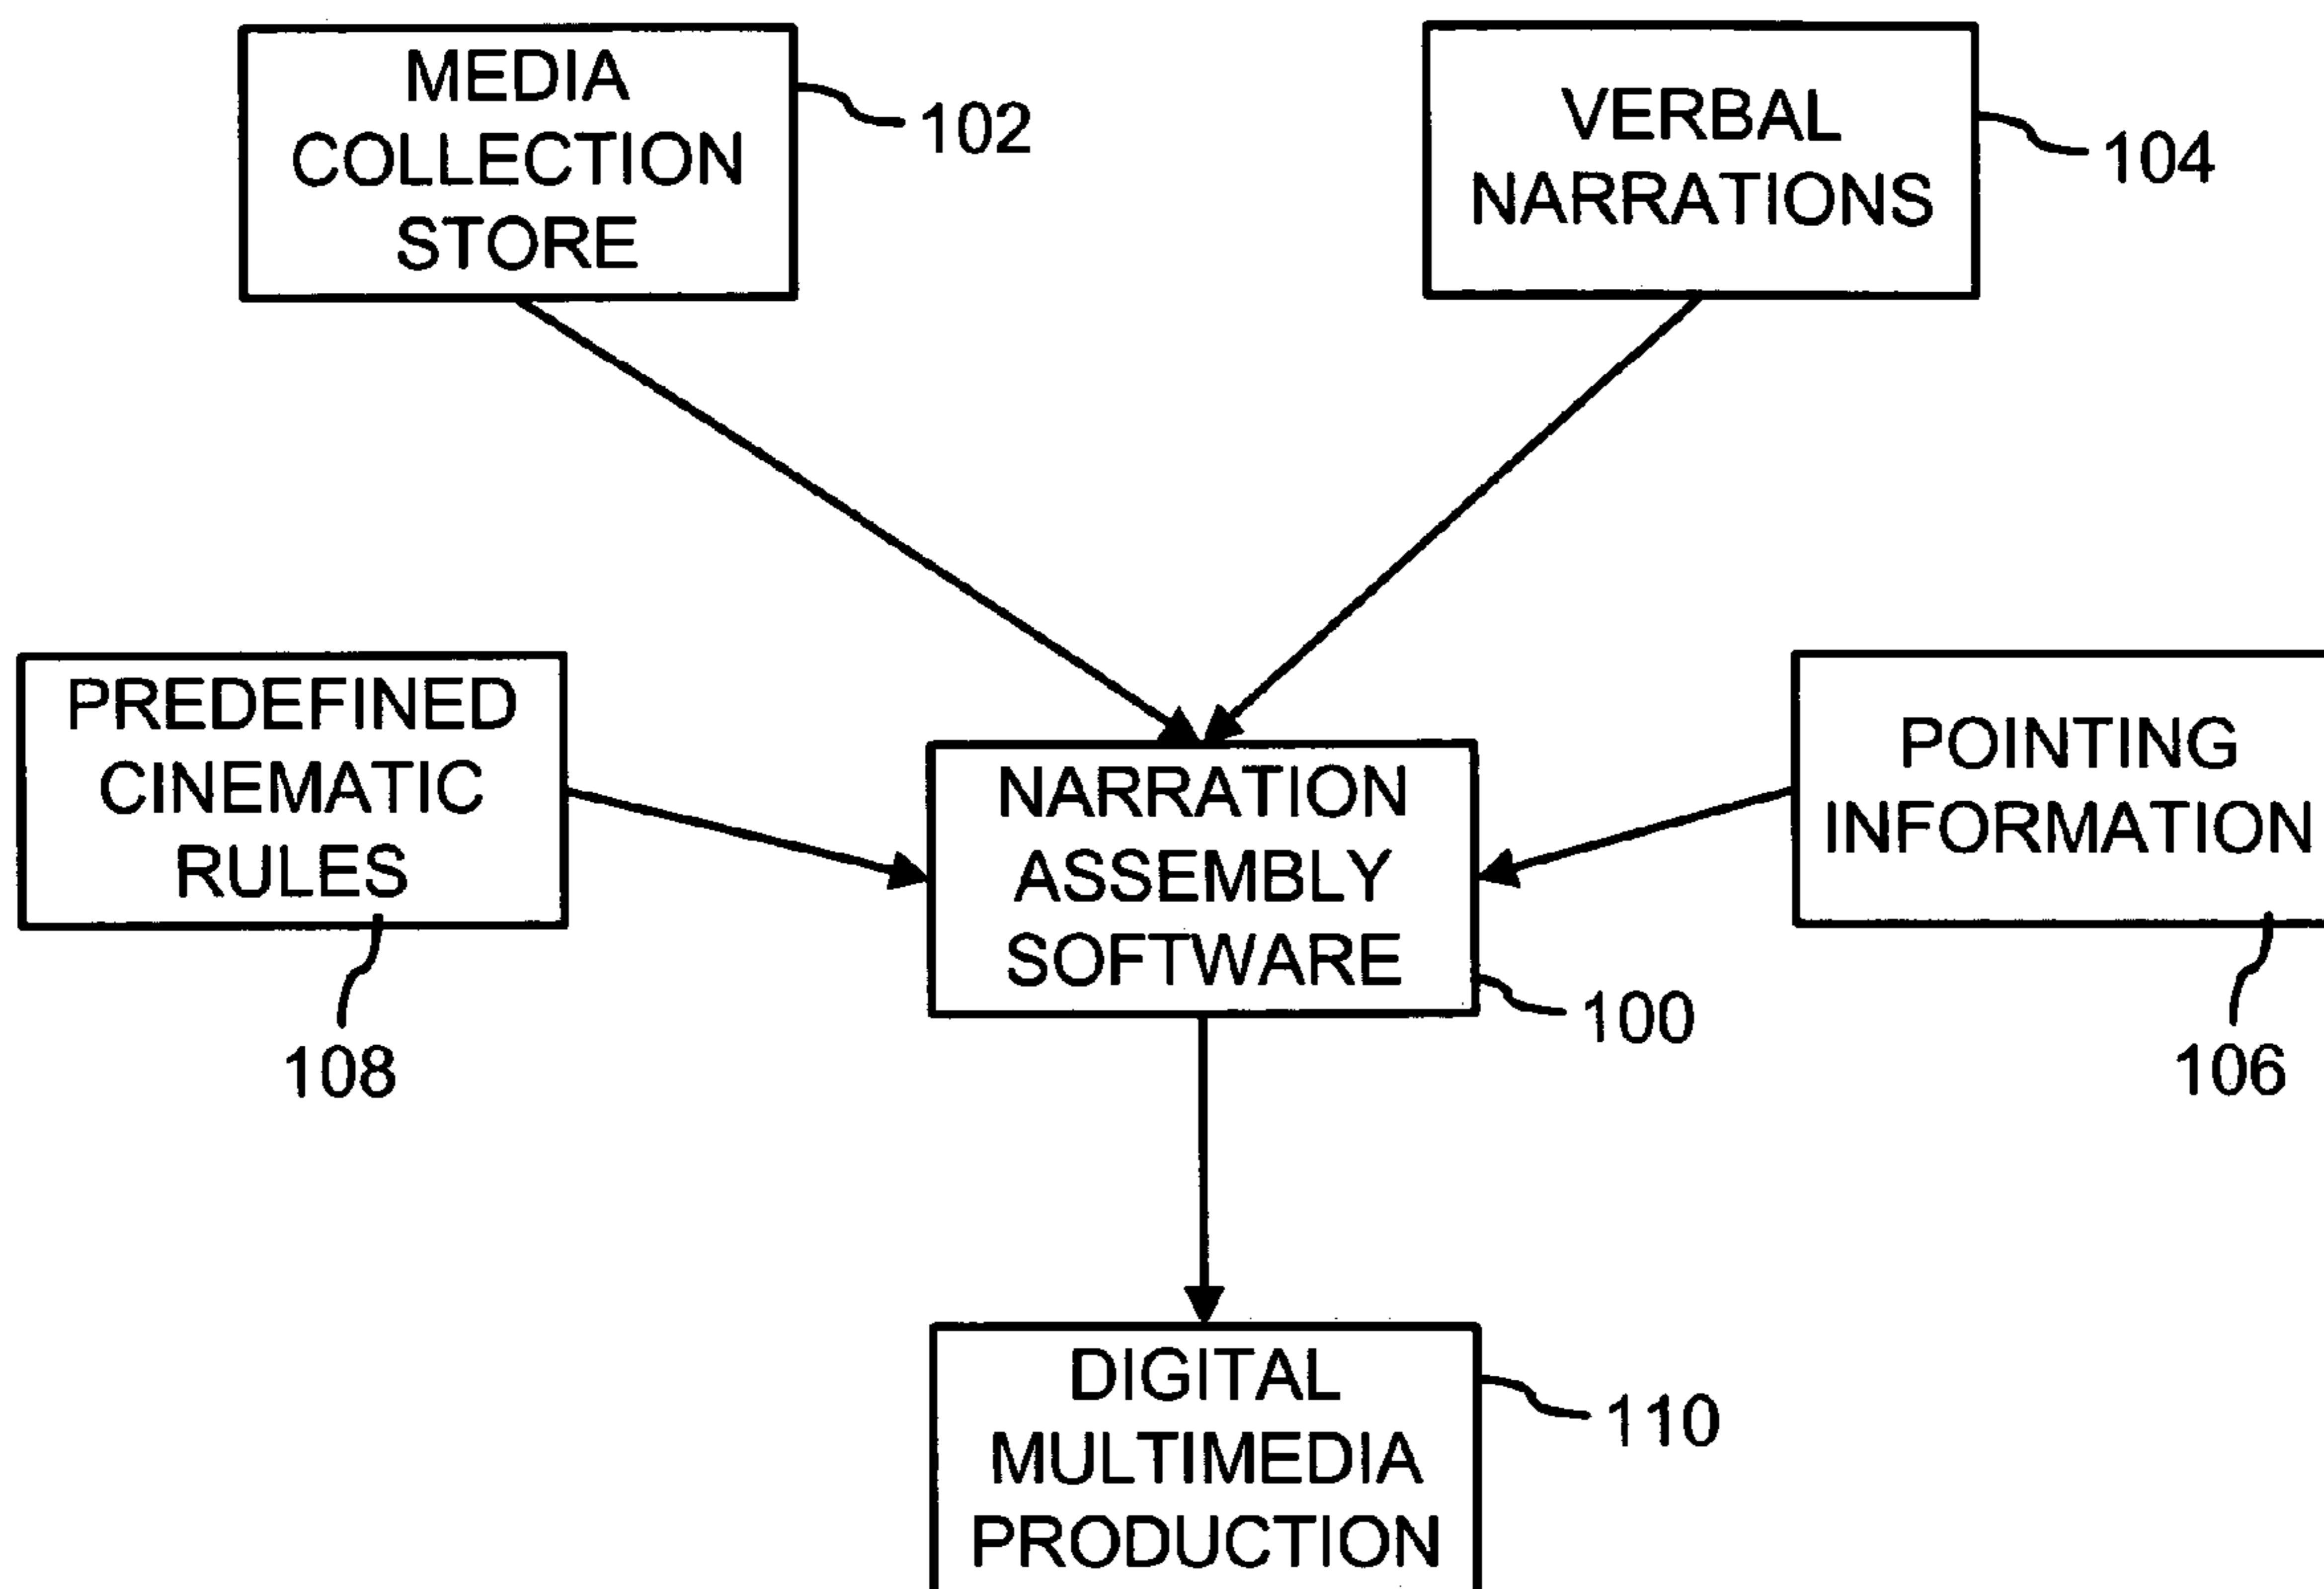 MEDIA
COLLECTION
STORE
102
VERBAL
NARRATIONS
104
PREDEFINED
CINEMATIC
RULES
108
NARRATION
ASSEMBLY
SOFTWARE
100
POINTING
INFORMATION
106
DIGITAL
MULTIMEDIA
PRODUCTION
110